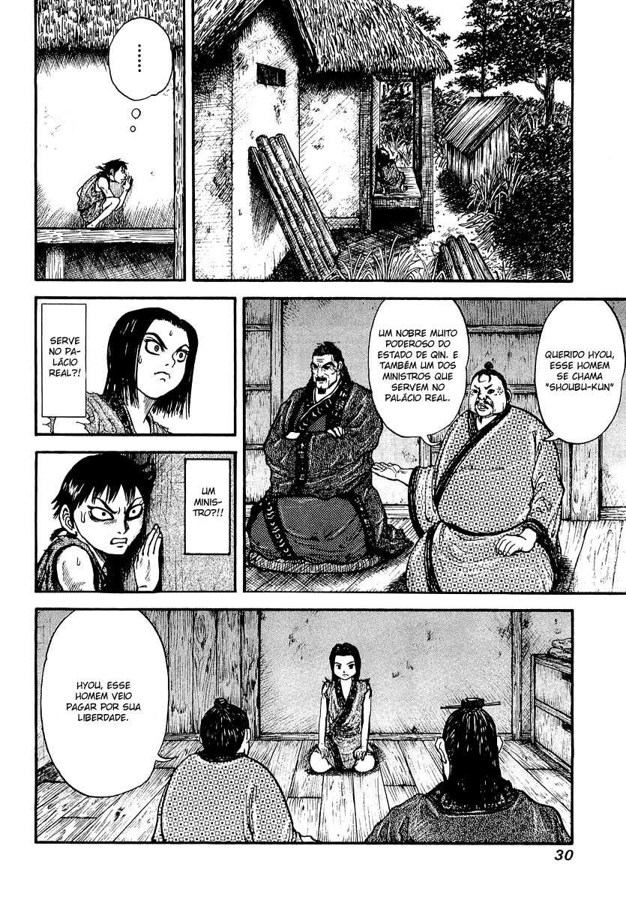 ......
QUERIDO HYOU,
ESSE HOMEM
SE CHAMA
"SHOUBU-KUN"
UM NOBRE MUITO
PODEROSO DO
ESTADO DE QIN. E
TAMBÉM UM DOS
MINISTROS QUE
SERVEM NO
PALÁCIO REAL.
SERVE
NO PA-
LÁCIO
REAL?!
UM
MINIS-
TRO?!!
HYOU, ESSE
HOMEM VEIO
PAGAR POR SUA
LIBERDADE.
30